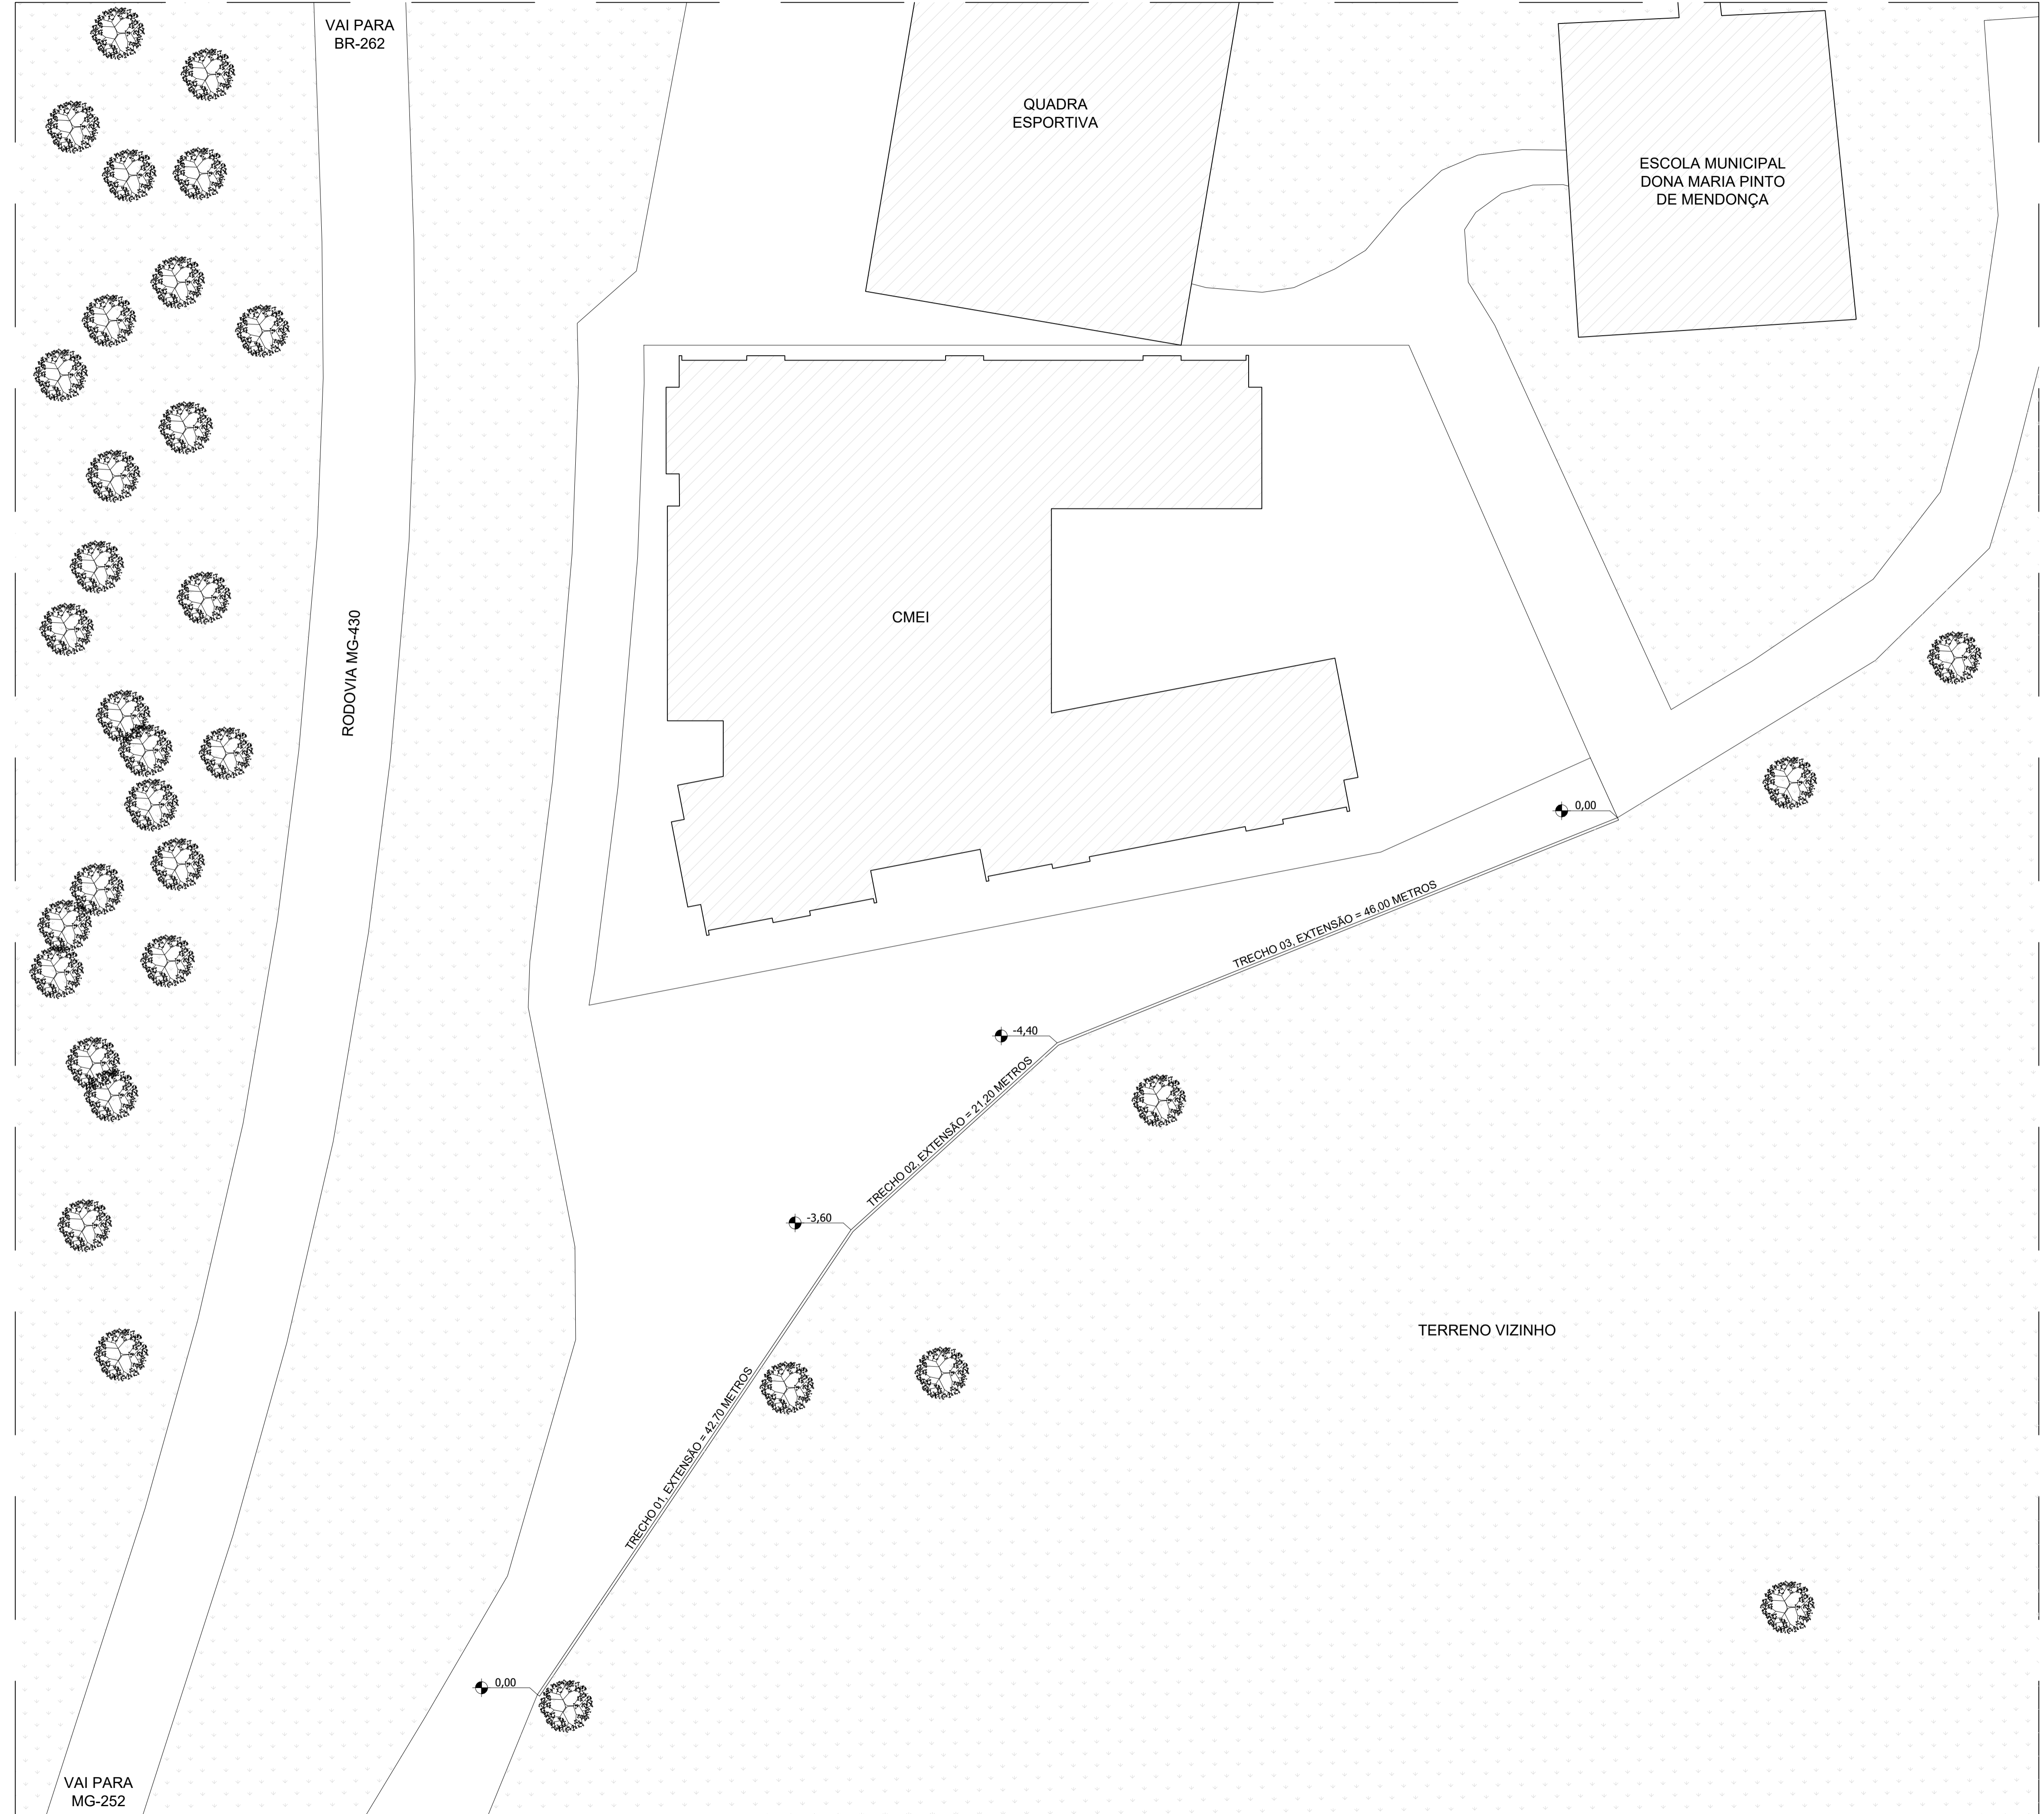 VAI PARA
BR-262
QUADRA
ESPORTIVA
ESCOLA MUNICIPAL
DONA MARIA PINTO
DE MENDONÇA
CMEI
RODOVIA MG-430
0,00
TRECHO 03, EXTENSÃO = 46,00 METROS
-4,40
TRECHO 02, EXTENSÃO = 21,20 METROS
-3,60
TERRENO VIZINHO
TRECHO 01, EXTENSÃO = 42,70 METROS
0,00
VAI PARA
MG-252